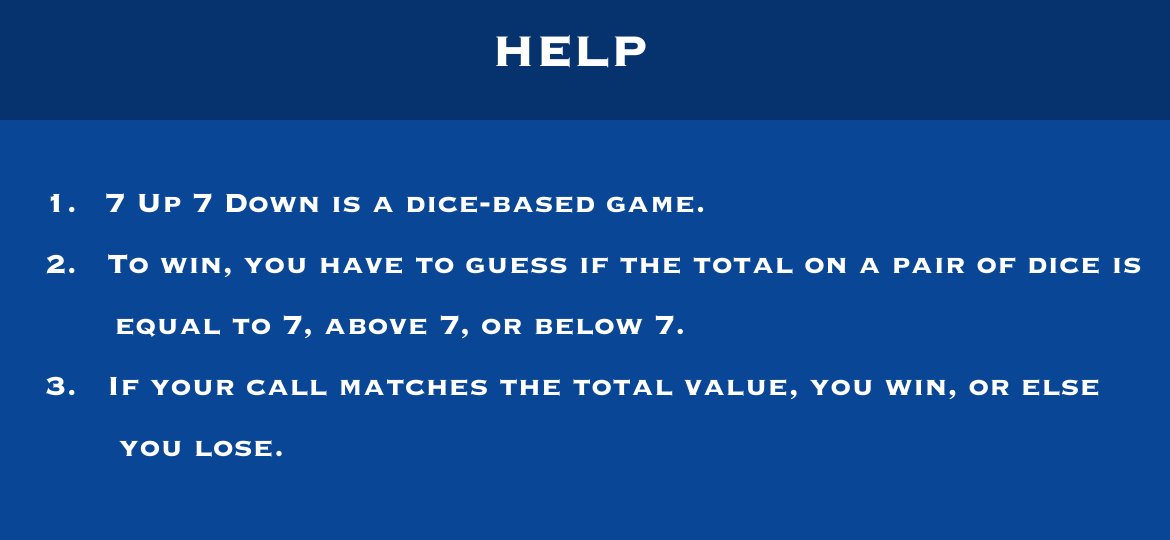 HELP
1. 7 Up 7 Down is a dice-based game.
2. To win, you have to guess if the total on a pair of dice is
equal to 7, above 7, or below 7.
3. If your call matches the total value, you win, or else
you lose.